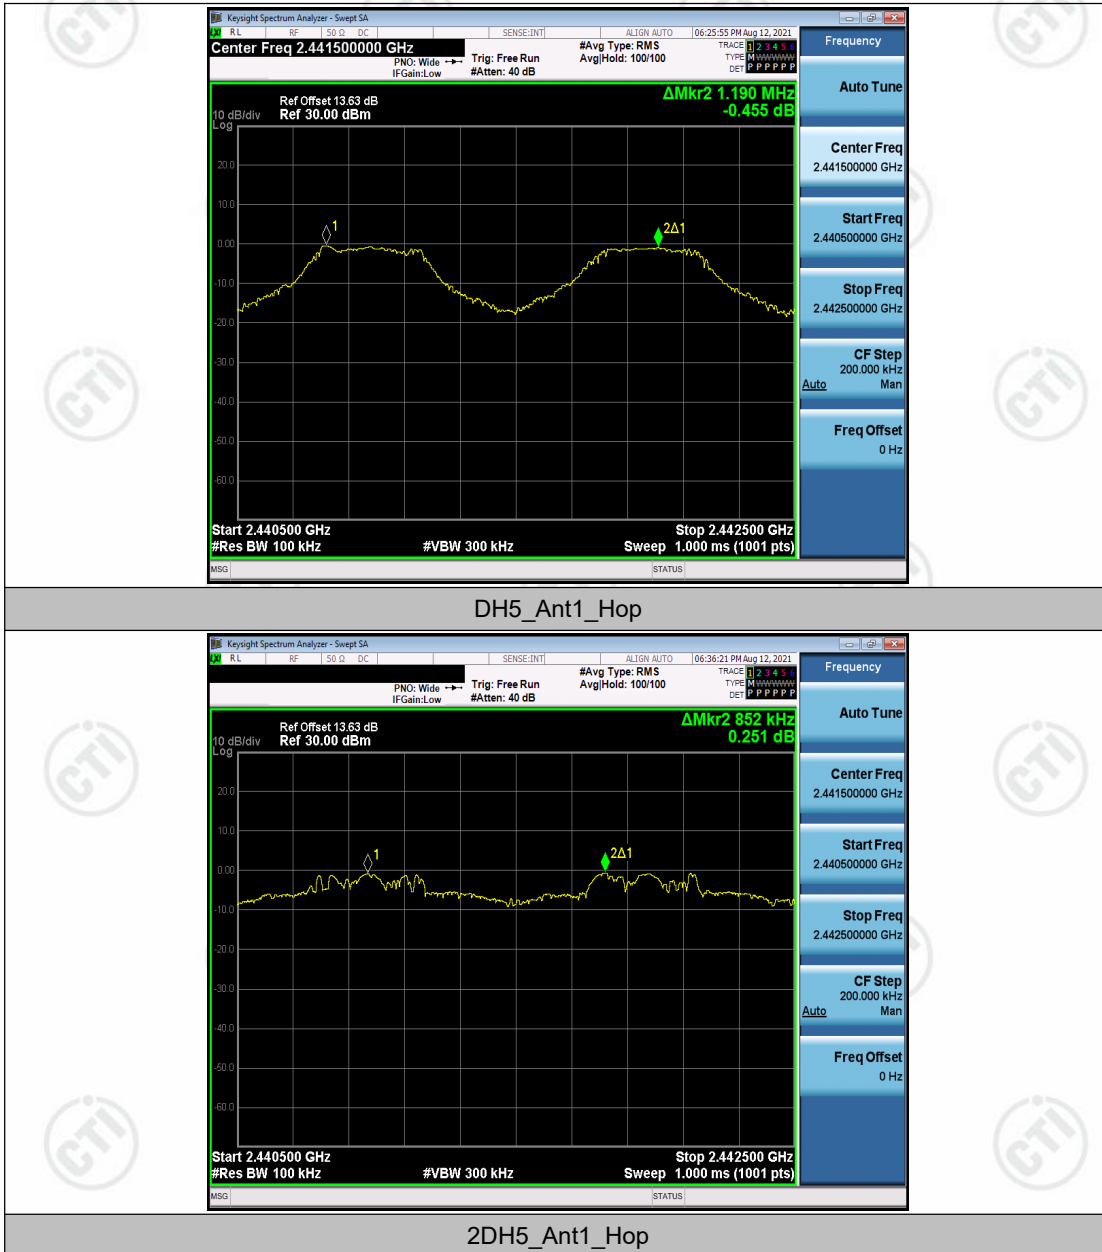 Keysight Spectrum Analyzer - Swept SA
LXI RL RF 50 Ω DC SENSE:INT ALIGN AUTO 06:25:55 PM Aug 12, 2021
Center Freq 2.441500000 GHz
PNO: Wide
IFGain:Low
Trig: Free Run
#Atten: 40 dB
#Avg Type: RMS
Avg|Hold: 100/100
TRACE 1 2 3 4 5 6
TYPE M W W W W W
DET P P P P P P
ΔMkr2 1.190 MHz
-0.455 dB
Ref Offset 13.63 dB
10 dB/div Ref 30.00 dBm
Log
20.0
10.0
1
2Δ1
0.00
-10.0
-20.0
-30.0
-40.0
-50.0
-60.0
Start 2.440500 GHz Stop 2.442500 GHz
#Res BW 100 kHz #VBW 300 kHz Sweep 1.000 ms (1001 pts)
MSG STATUS
Frequency
Auto Tune
Center Freq
2.441500000 GHz
Start Freq
2.440500000 GHz
Stop Freq
2.442500000 GHz
CF Step
200.000 kHz
Auto Man
Freq Offset
0 Hz
DH5_Ant1_Hop
Keysight Spectrum Analyzer - Swept SA
LXI RL RF 50 Ω DC SENSE:INT ALIGN AUTO 06:36:21 PM Aug 12, 2021
PNO: Wide
IFGain:Low
Trig: Free Run
#Atten: 40 dB
#Avg Type: RMS
Avg|Hold: 100/100
TRACE 1 2 3 4 5 6
TYPE M W W W W W
DET P P P P P P
ΔMkr2 852 kHz
0.251 dB
Ref Offset 13.63 dB
10 dB/div Ref 30.00 dBm
Log
20.0
10.0
1
2Δ1
0.00
-10.0
-20.0
-30.0
-40.0
-50.0
-60.0
Start 2.440500 GHz Stop 2.442500 GHz
#Res BW 100 kHz #VBW 300 kHz Sweep 1.000 ms (1001 pts)
MSG STATUS
Frequency
Auto Tune
Center Freq
2.441500000 GHz
Start Freq
2.440500000 GHz
Stop Freq
2.442500000 GHz
CF Step
200.000 kHz
Auto Man
Freq Offset
0 Hz
2DH5_Ant1_Hop
CTI
CTI
CTI
CTI
CTI
CTI